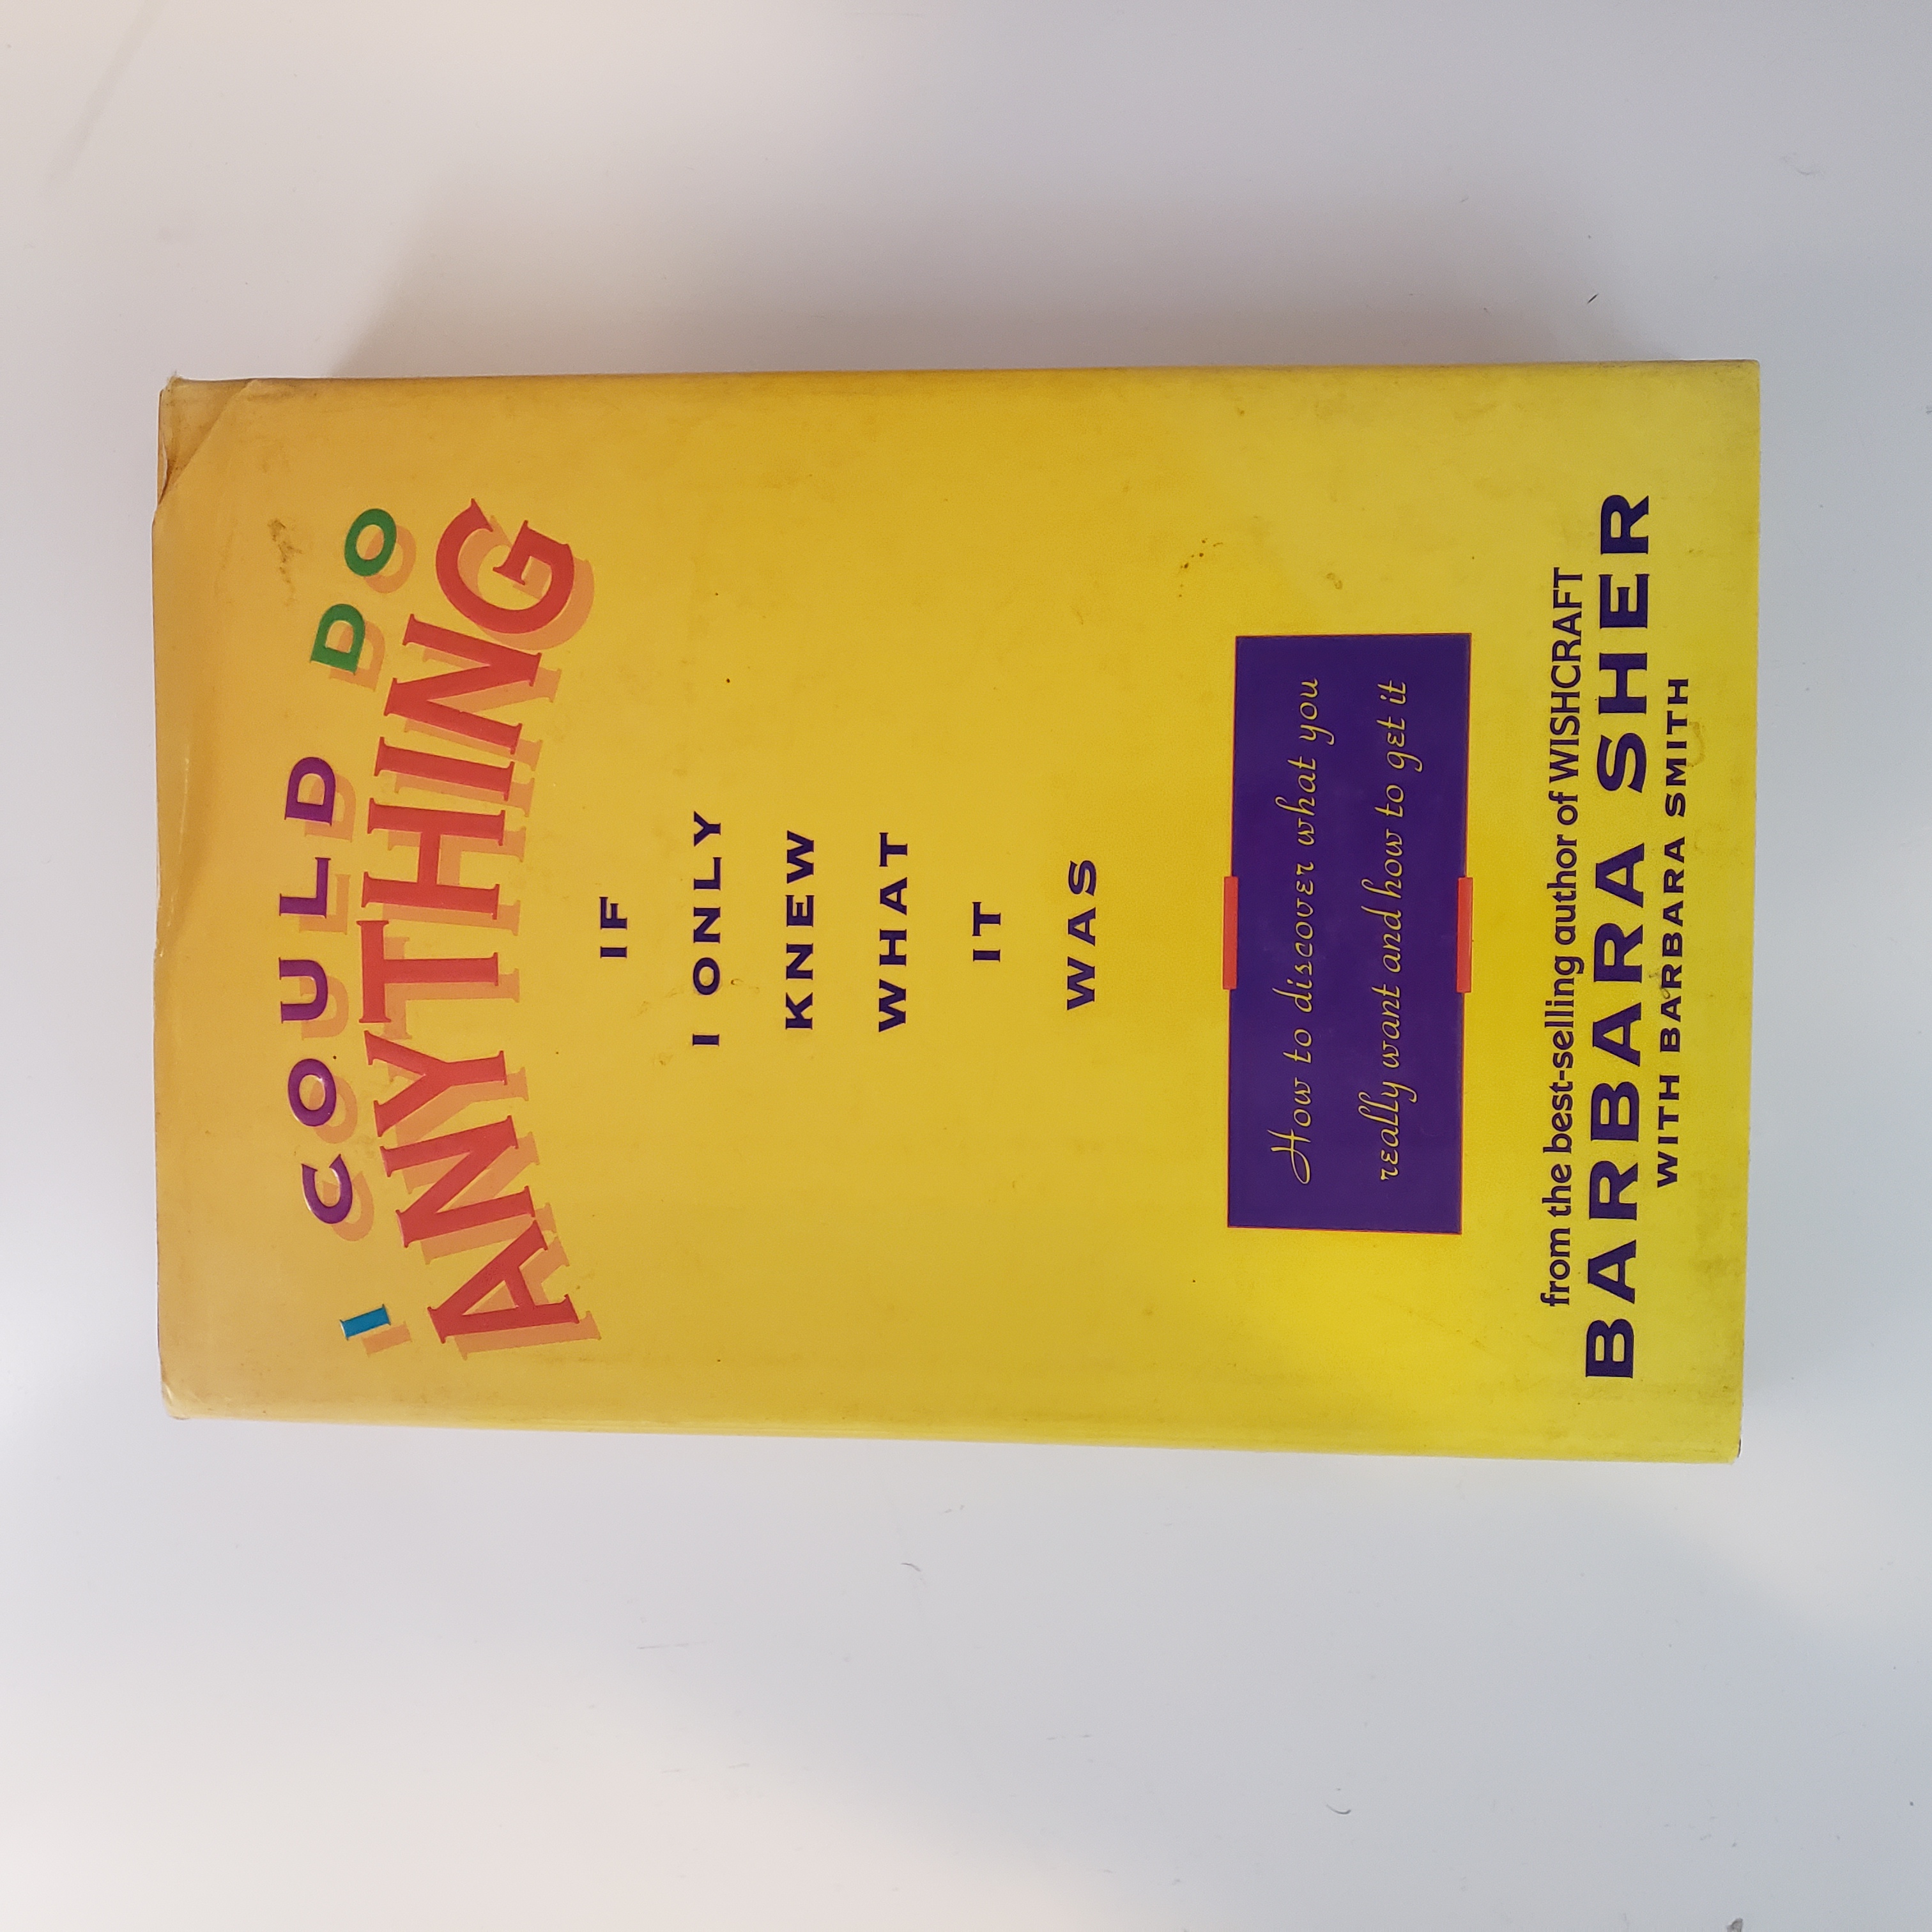 I COULD DO
ANYTHING
IF
I ONLY
KNEW
WHAT
IT
WAS
How to discover what you
really want and how to get it
from the best-selling author of WISHCRAFT
BARBARA SHER
WITH BARBARA SMITH